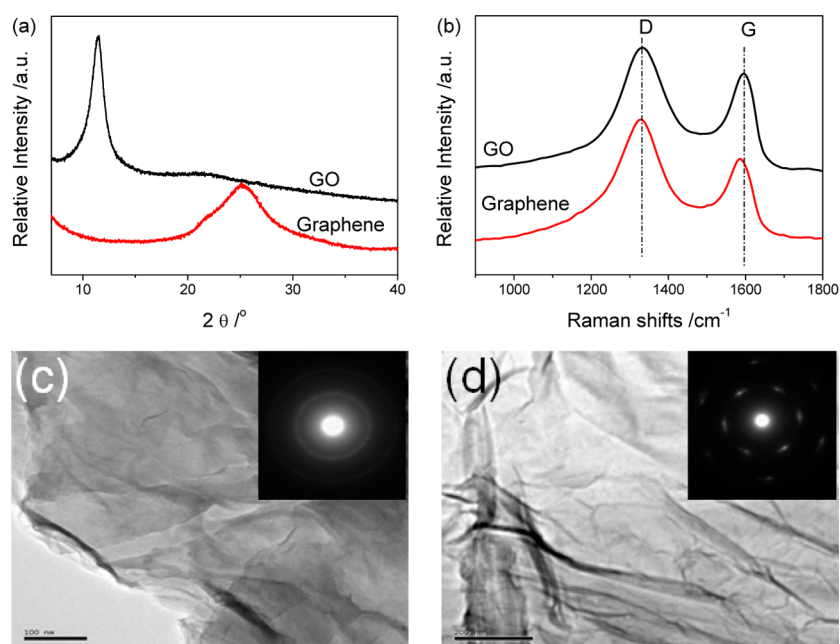 (a)
Relative Intensity /a.u.
GO
Graphene
10
20
30
40
2 θ /°
(b)
Relative Intensity /a.u.
D
G
GO
Graphene
1000
1200
1400
1600
1800
Raman shifts /cm⁻¹
(c)
100 nm
(d)